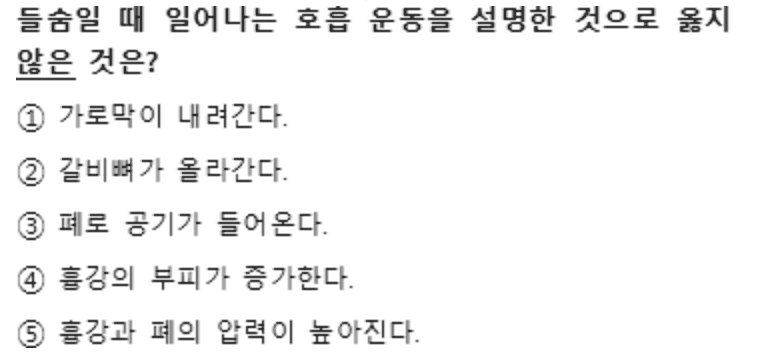 들숨일 때 일어나는 호흡 운동을 설명한 것으로 옳지
않은 것은?
① 가로막이 내려간다.
② 갈비뼈가 올라간다.
③ 폐로 공기가 들어온다.
④ 흉강의 부피가 증가한다.
⑤ 흉강과 폐의 압력이 높아진다.